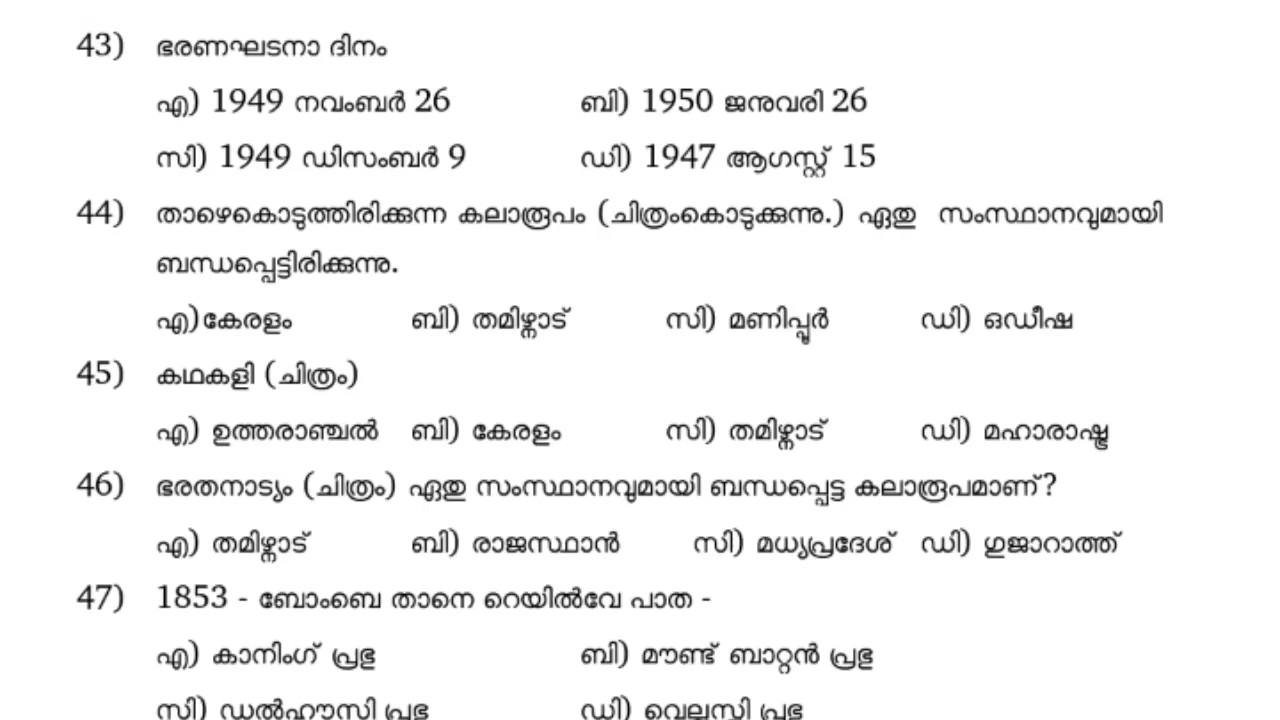 43) ഭരണഘടനാ ദിനം
എ) 1949 നവംബർ 26 ബി) 1950 ജനുവരി 26
സി) 1949 ഡിസംബർ 9 ഡി) 1947 ആഗസ്റ്റ് 15
44) താഴെകൊടുത്തിരിക്കുന്ന കലാരൂപം (ചിത്രംകൊടുക്കുന്നു.) ഏതു സംസ്ഥാനവുമായി
ബന്ധപ്പെട്ടിരിക്കുന്നു.
എ)കേരളം ബി) തമിഴ്നാട് സി) മണിപ്പൂർ ഡി) ഒഡീഷ
45) കഥകളി (ചിത്രം)
എ) ഉത്തരാഞ്ചൽ ബി) കേരളം സി) തമിഴ്നാട് ഡി) മഹാരാഷ്ട്ര
46) ഭരതനാട്യം (ചിത്രം) ഏതു സംസ്ഥാനവുമായി ബന്ധപ്പെട്ട കലാരൂപമാണ്?
എ) തമിഴ്നാട് ബി) രാജസ്ഥാൻ സി) മധ്യപ്രദേശ് ഡി) ഗുജാറാത്ത്
47) 1853 - ബോംബെ താനെ റെയിൽവേ പാത -
എ) കാനിംഗ് പ്രഭു ബി) മൗണ്ട് ബാറ്റൻ പ്രഭു
സി) ഡൽഹൗസി പ്രഭു ഡി) വെല്ലസ്ലി പ്രഭു